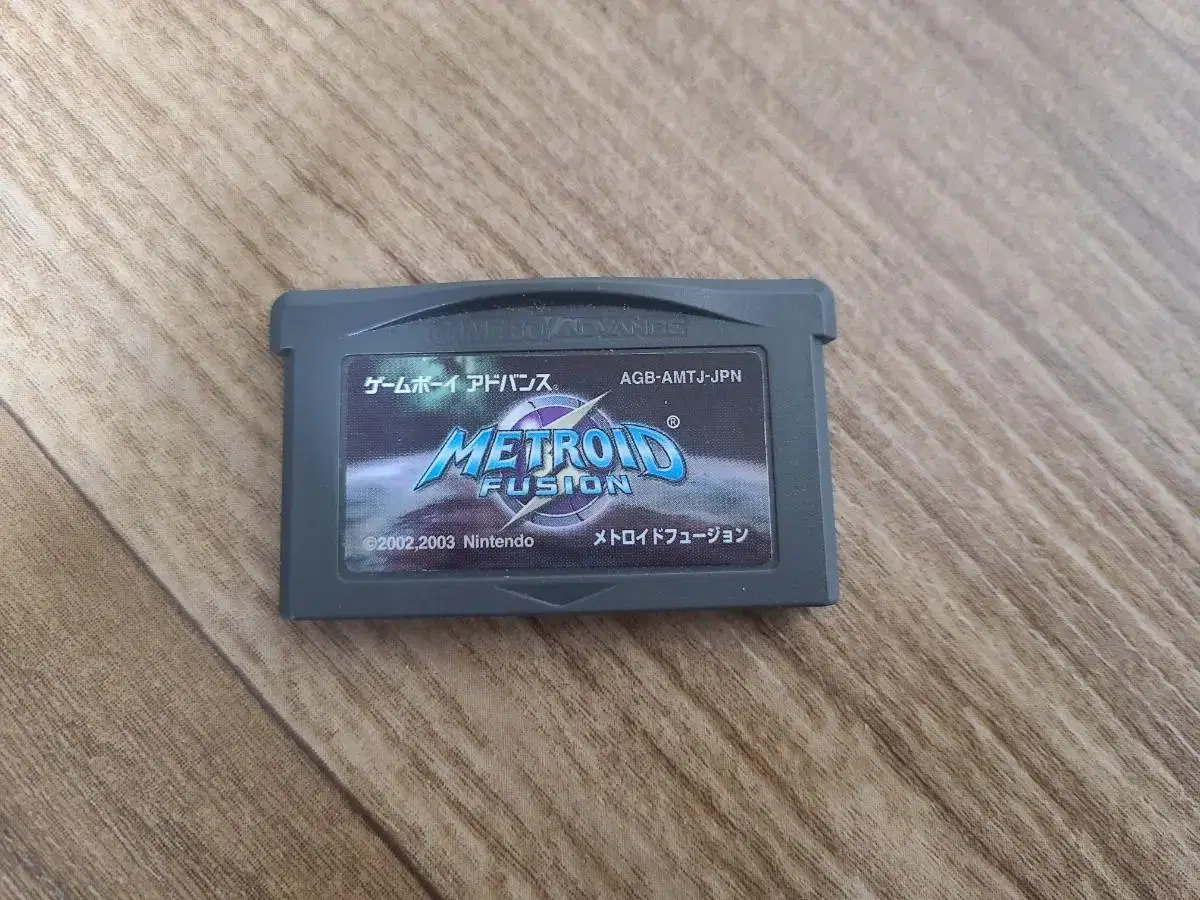 GAME BOY ADVANCE
ゲームボーイ アドバンス®
AGB-AMTJ-JPN
METROID®
FUSION
©2002,2003 Nintendo
メトロイドフュージョン